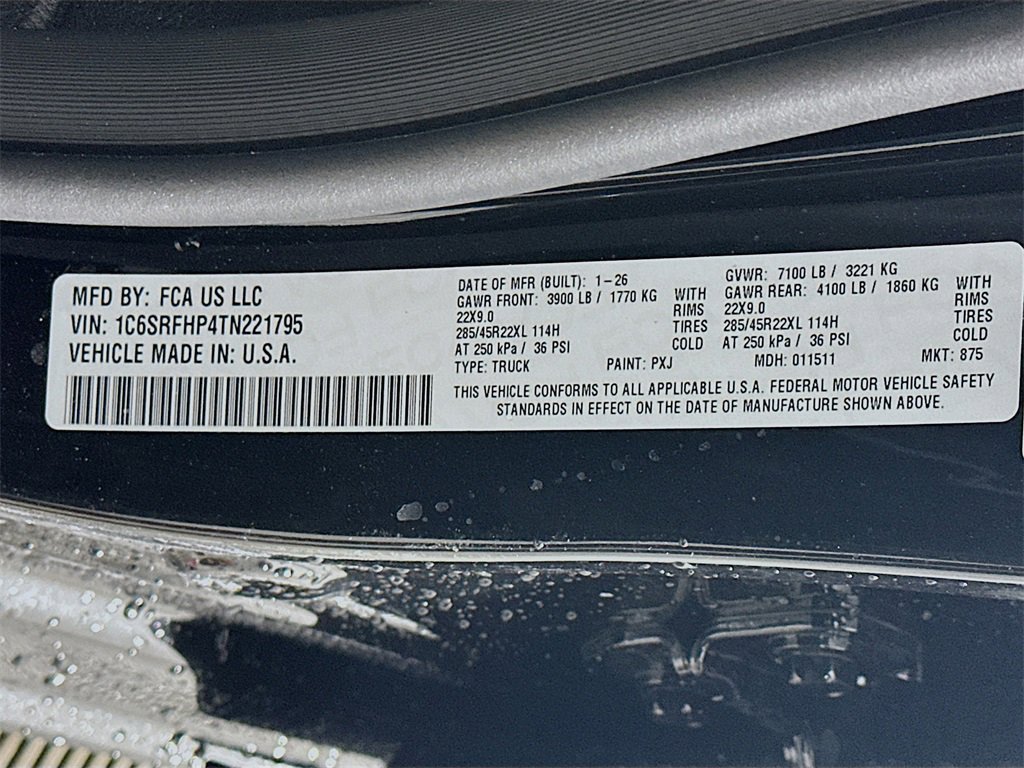 MFD BY: FCA US LLC
VIN: 1C6SRFHP4TN221795
VEHICLE MADE IN: U.S.A.
DATE OF MFR (BUILT): 1-26
GAWR FRONT: 3900 LB / 1770 KG WITH
22X9.0 RIMS
285/45R22XL 114H TIRES
AT 250 kPa / 36 PSI COLD
TYPE: TRUCK PAINT: PXJ
GVWR: 7100 LB / 3221 KG
GAWR REAR: 4100 LB / 1860 KG WITH
22X9.0 RIMS
285/45R22XL 114H TIRES
AT 250 kPa / 36 PSI COLD
MDH: 011511 MKT: 875
THIS VEHICLE CONFORMS TO ALL APPLICABLE U.S.A. FEDERAL MOTOR VEHICLE SAFETY
STANDARDS IN EFFECT ON THE DATE OF MANUFACTURE SHOWN ABOVE.